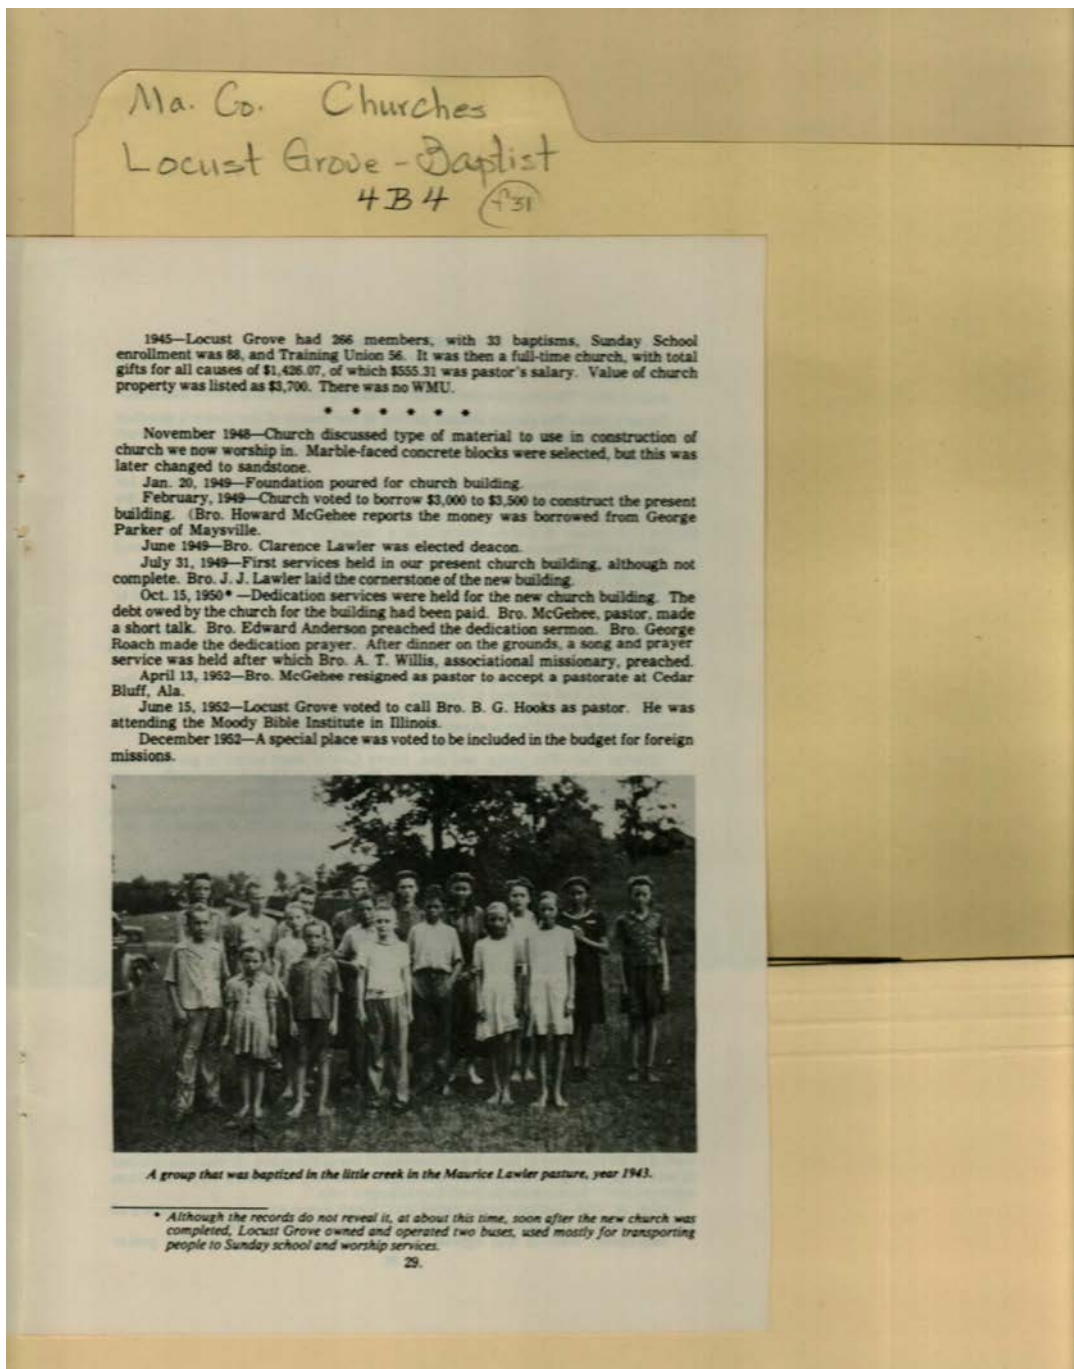 Ma. Co. Churches
Locust Grove - Baptist
4B4 f31
1945—Locust Grove had 266 members, with 33 baptisms, Sunday School
enrollment was 88, and Training Union 56. It was then a full-time church, with total
gifts for all causes of $1,426.07, of which $555.31 was pastor's salary. Value of church
property was listed as $3,700. There was no WMU.
* * * * * *
November 1948—Church discussed type of material to use in construction of
church we now worship in. Marble-faced concrete blocks were selected, but this was
later changed to sandstone.
Jan. 20, 1949—Foundation poured for church building.
February, 1949—Church voted to borrow $3,000 to $3,500 to construct the present
building. (Bro. Howard McGehee reports the money was borrowed from George
Parker of Maysville.
June 1949—Bro. Clarence Lawler was elected deacon.
July 31, 1949—First services held in our present church building, although not
complete. Bro. J. J. Lawler laid the cornerstone of the new building.
Oct. 15, 1950* —Dedication services were held for the new church building. The
debt owed by the church for the building had been paid. Bro. McGehee, pastor, made
a short talk. Bro. Edward Anderson preached the dedication sermon. Bro. George
Roach made the dedication prayer. After dinner on the grounds, a song and prayer
service was held after which Bro. A. T. Willis, associational missionary, preached.
April 13, 1952—Bro. McGehee resigned as pastor to accept a pastorate at Cedar
Bluff, Ala.
June 15, 1952—Locust Grove voted to call Bro. B. G. Hooks as pastor. He was
attending the Moody Bible Institute in Illinois.
December 1952—A special place was voted to be included in the budget for foreign
missions.
A group that was baptized in the little creek in the Maurice Lawler pasture, year 1943.
* Although the records do not reveal it, at about this time, soon after the new church was
completed, Locust Grove owned and operated two buses, used mostly for transporting
people to Sunday school and worship services.
29.